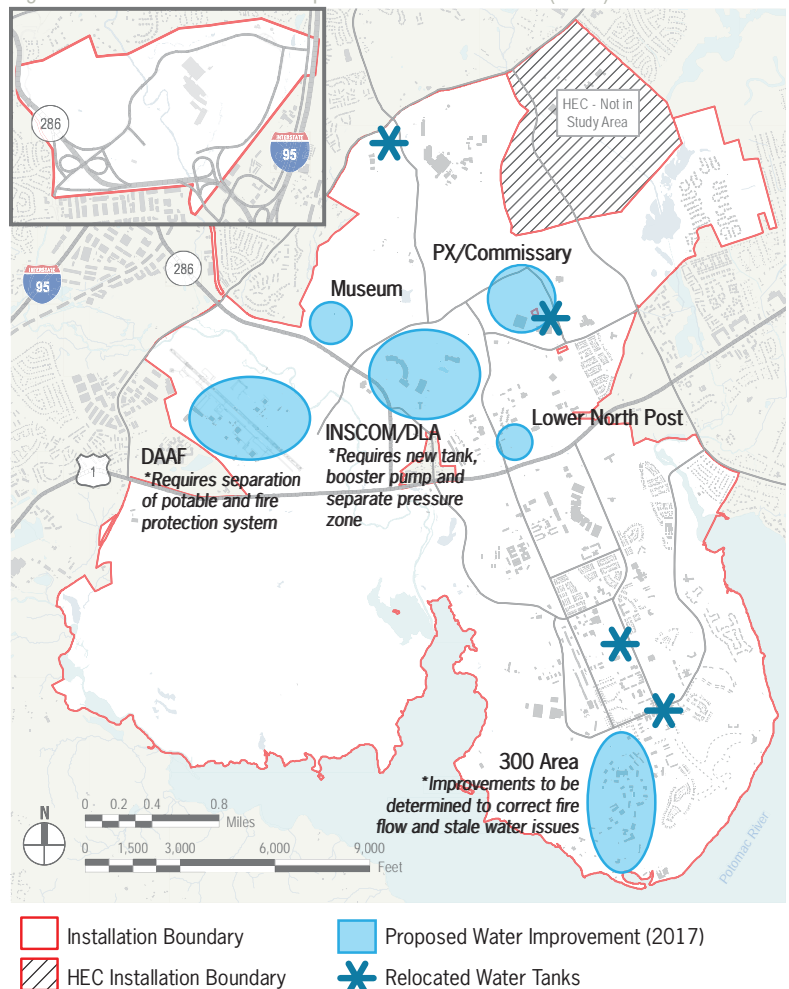 286
INTERSTATE
95
HEC - Not in
Study Area
286
INTERSTATE
95
PX/Commissary
Museum
INSCOM/DLA
*Requires new tank,
booster pump and
separate pressure
zone
Lower North Post
DAAF
*Requires separation
of potable and fire
protection system
1
300 Area
*Improvements to be
determined to correct fire
flow and stale water issues
N
0 0.2 0.4 0.8
Miles
0 1,500 3,000 6,000 9,000
Feet
Potomac River
Installation Boundary
Proposed Water Improvement (2017)
HEC Installation Boundary
Relocated Water Tanks